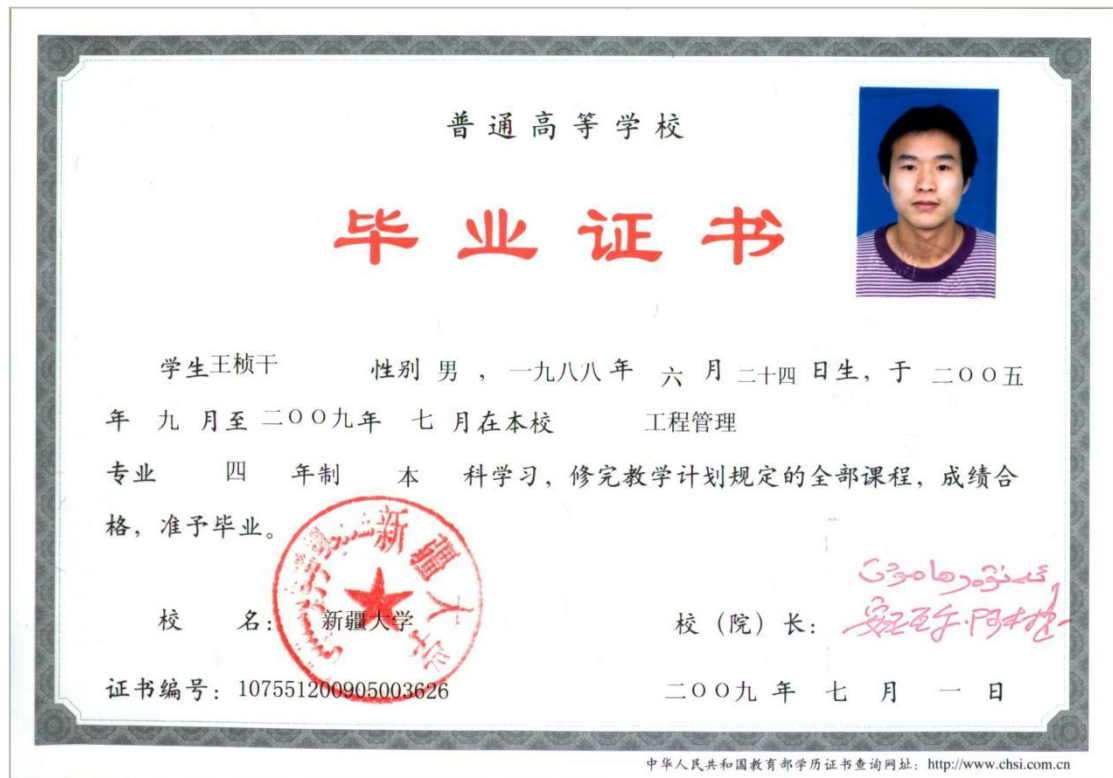 普通高等学校
毕业证书
学生王桢干 性别 男 ，一九八八年 六 月 二十四 日生，于 二〇〇五
年 九 月至 二〇〇九年 七 月在本校 工程管理
专业 四 年制 本 科学习，修完教学计划规定的全部课程，成绩合
格，准予毕业。
新疆大学
校 名： 新疆大学 校（院）长：
证书编号：107551200905003626 二〇〇九 年 七 月 一 日
中华人民共和国教育部学历证书查询网址：http://www.chsi.com.cn